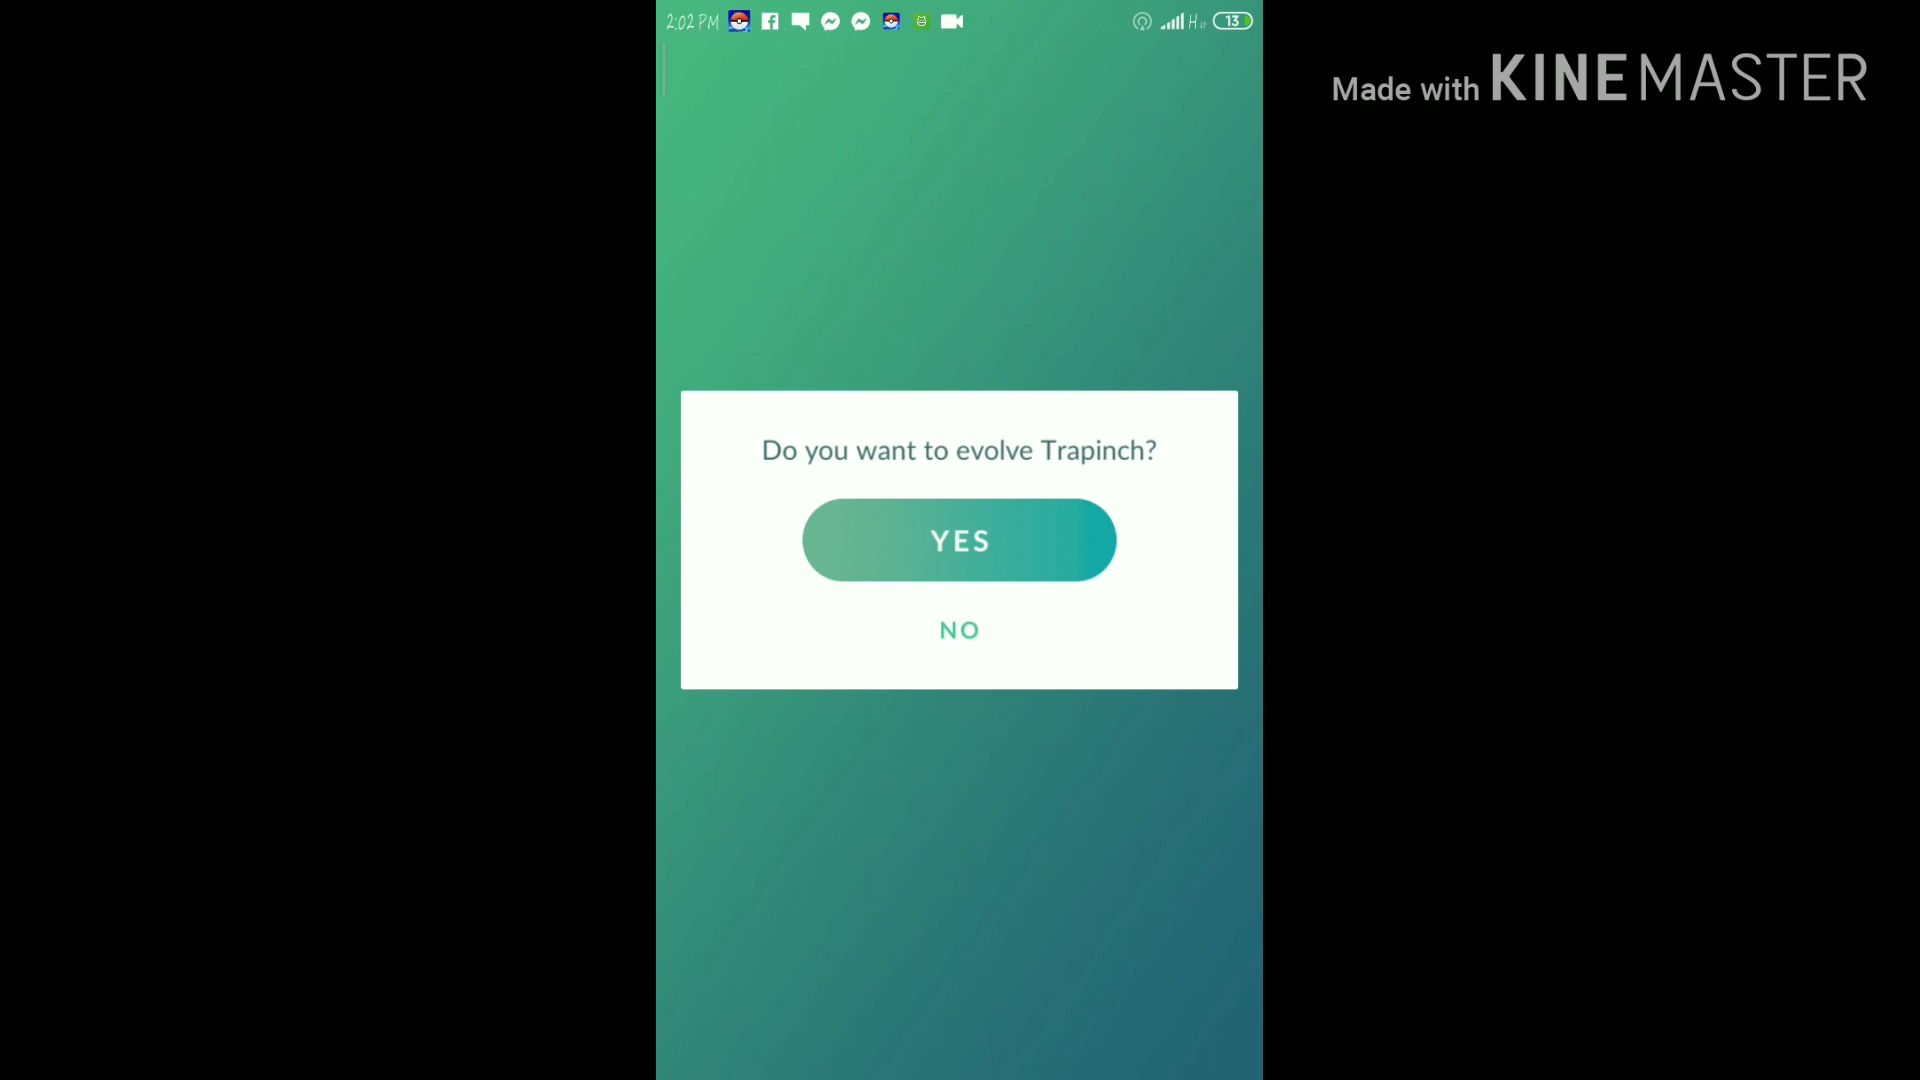 2:02 PM
H
13
Made with KINEMASTER
Do you want to evolve Trapinch?
YES
NO